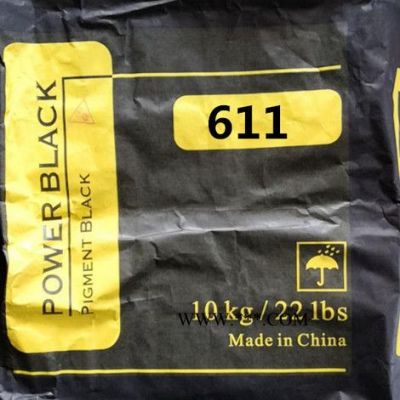 POWER BLACK
PIGMENT BLACK
611
10 kg / 22 lbs
Made in China